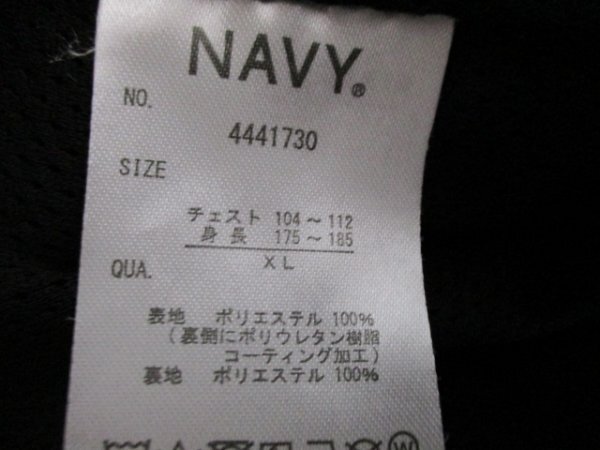 NAVY®
NO.
4441730
SIZE
チェスト 104～112
身長 175～185
XL
QUA.
表地 ポリエステル 100%
(裏側にポリウレタン樹脂
コーティング加工)
裏地 ポリエステル 100%
W